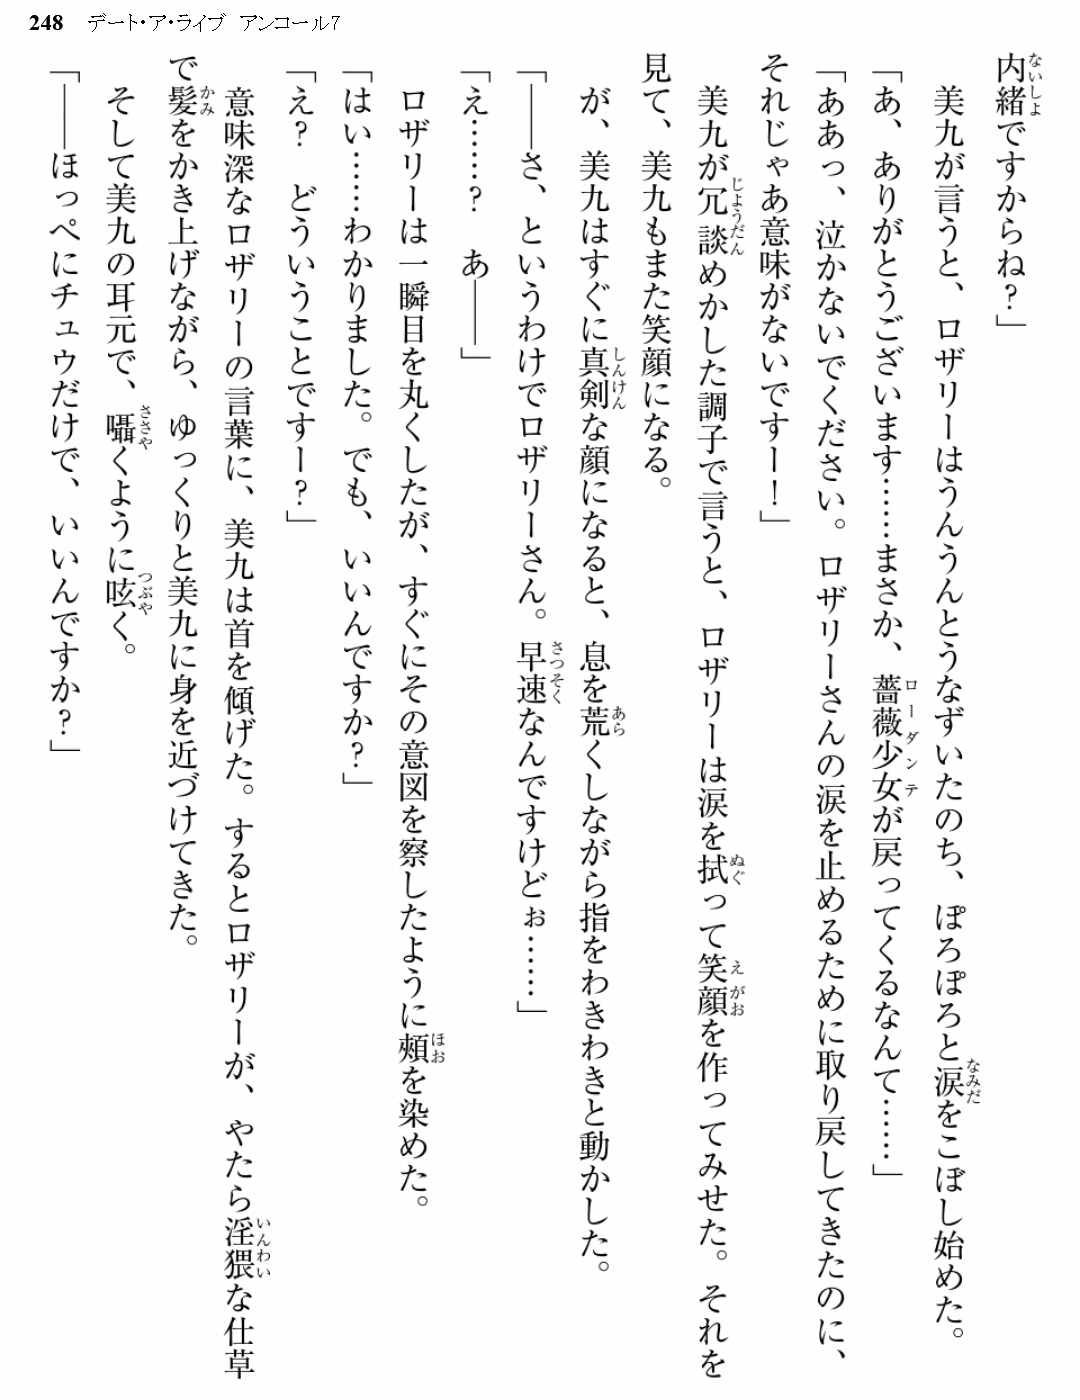 248　デート・ア・ライブ　アンコール7
内緒ですからね？」
　美九が言うと、ロザリーはうんうんとうなずいたのち、ぽろぽろと涙をこぼし始めた。
「あ、ありがとうございます……まさか、薔薇少女が戻ってくるなんて……」
「ああっ、泣かないでください。ロザリーさんの涙を止めるために取り戻してきたのに、
それじゃあ意味がないですー！」
　美九が冗談めかした調子で言うと、ロザリーは涙を拭って笑顔を作ってみせた。それを
見て、美九もまた笑顔になる。
　が、美九はすぐに真剣な顔になると、息を荒くしながら指をわきわきと動かした。
「――さ、というわけでロザリーさん。早速なんですけどぉ……」
「え……？　あ――」
　ロザリーは一瞬目を丸くしたが、すぐにその意図を察したように頰を染めた。
「はい……わかりました。でも、いいんですか？」
「え？　どういうことですー？」
　意味深なロザリーの言葉に、美九は首を傾げた。するとロザリーが、やたら淫猥な仕草
で髪をかき上げながら、ゆっくりと美九に身を近づけてきた。
　そして美九の耳元で、囁くように呟く。
「――ほっぺにチュウだけで、いいんですか？」